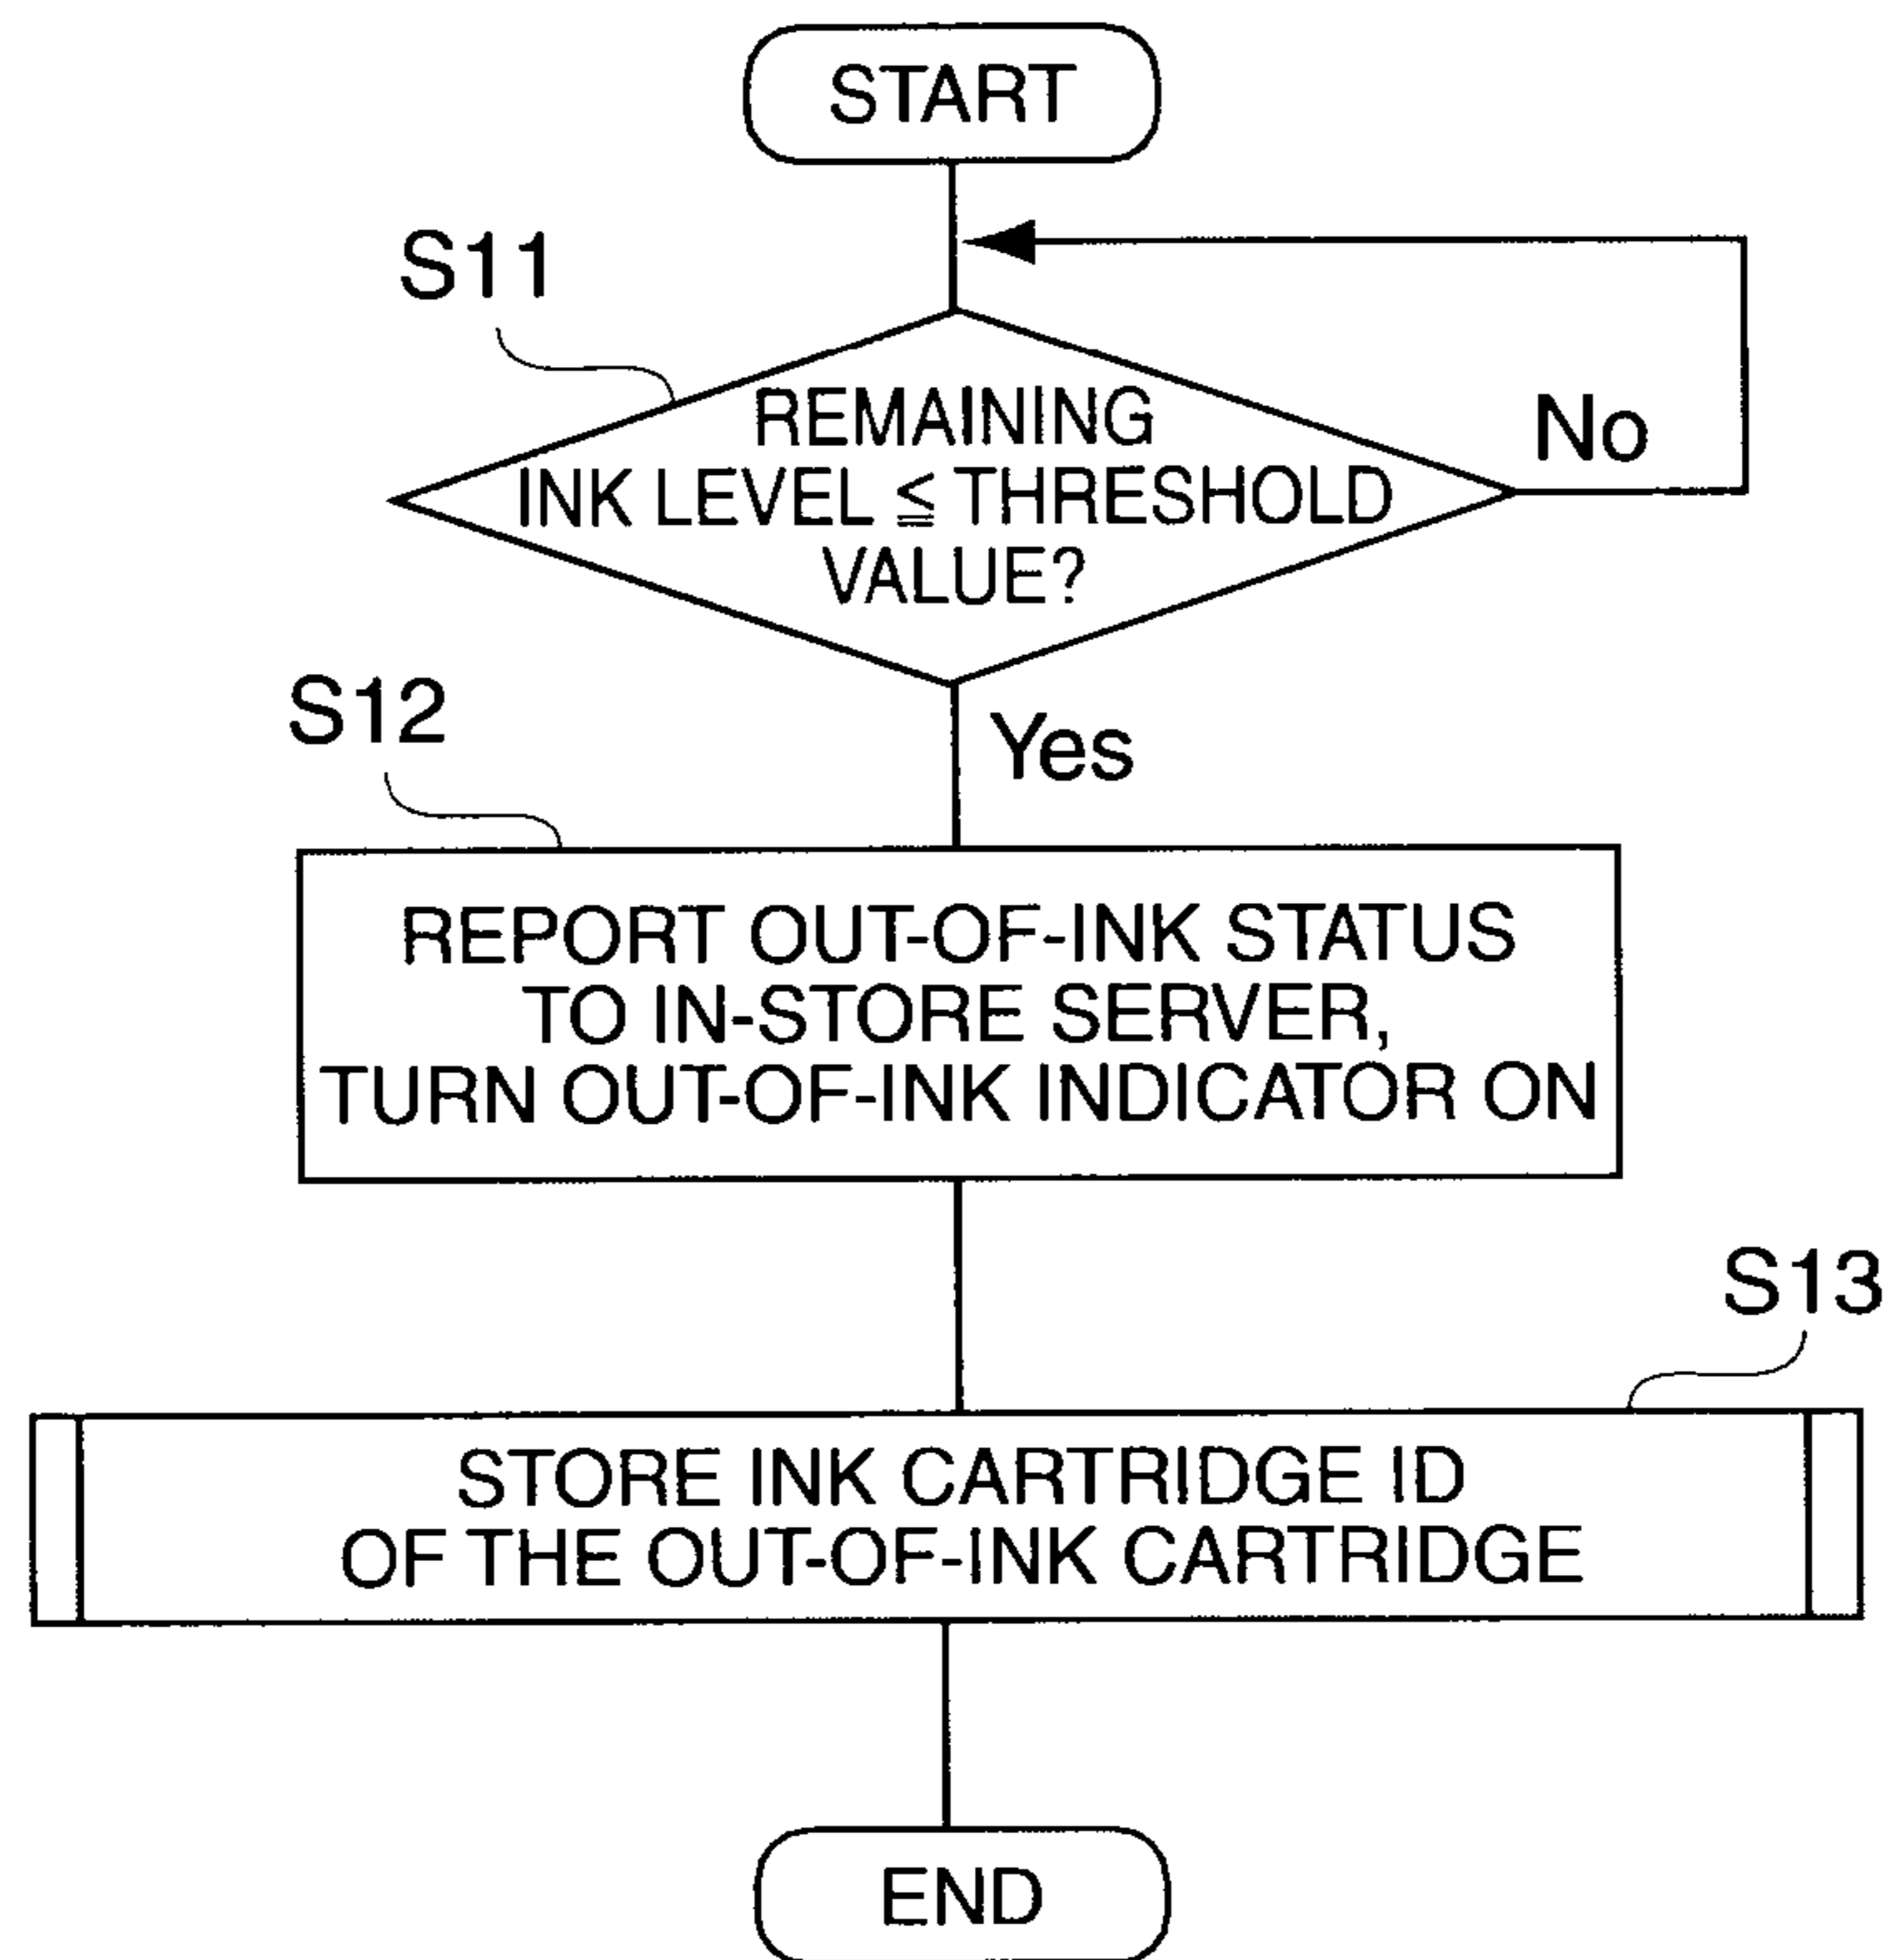 START
S11
REMAINING
INK LEVEL ≦ THRESHOLD
VALUE?
No
Yes
S12
REPORT OUT-OF-INK STATUS
TO IN-STORE SERVER,
TURN OUT-OF-INK INDICATOR ON
S13
STORE INK CARTRIDGE ID
OF THE OUT-OF-INK CARTRIDGE
END